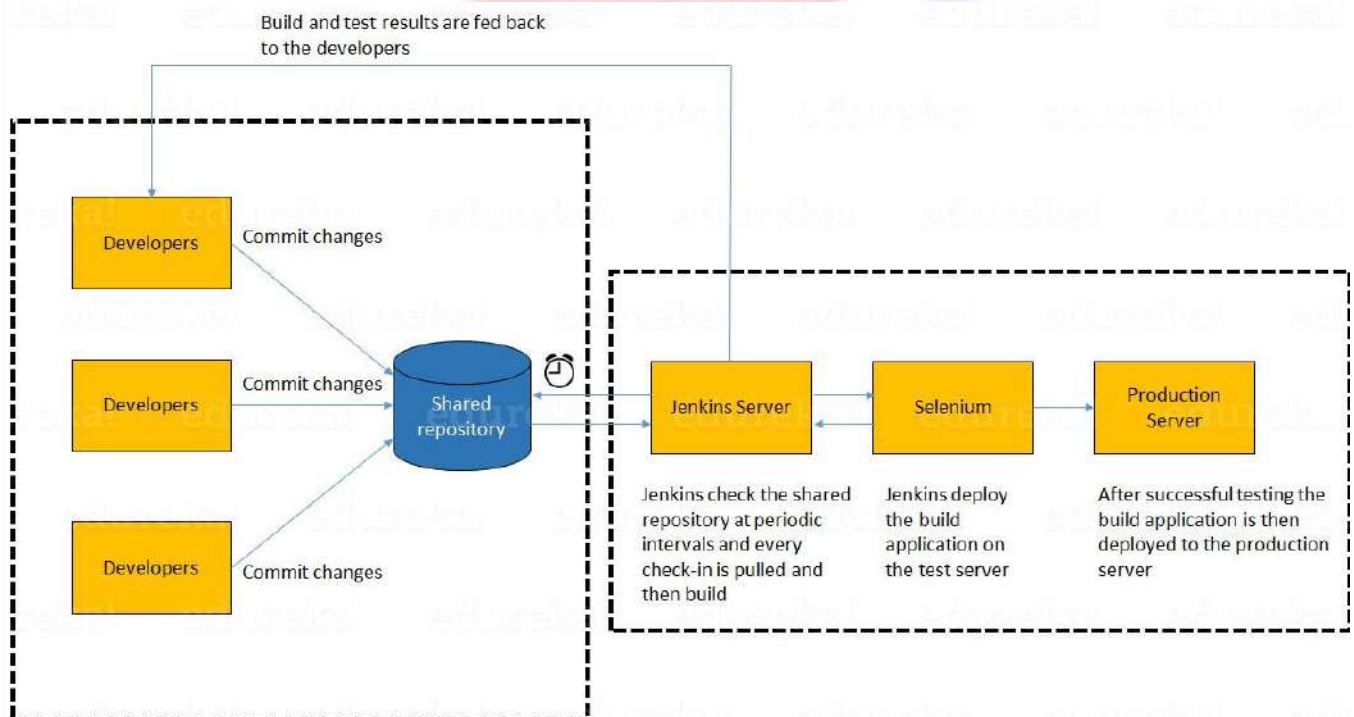 Build and test results are fed back
to the developers
Developers
Commit changes
Developers
Commit changes
Developers
Commit changes
Shared
repository
Jenkins Server
Selenium
Production
Server
Jenkins check the shared
repository at periodic
intervals and every
check-in is pulled and
then build
Jenkins deploy
the build
application on
the test server
After successful testing the
build application is then
deployed to the production
server